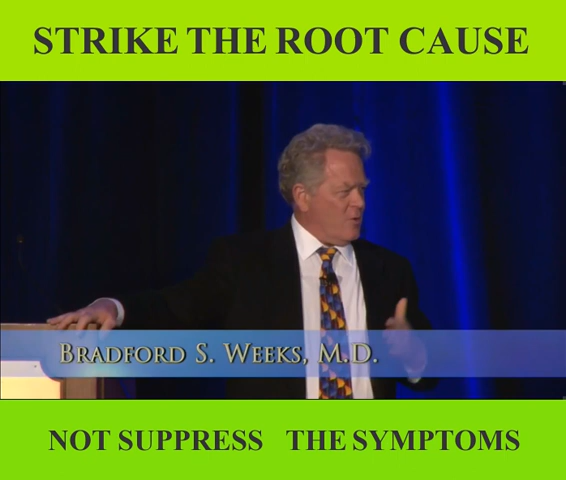 STRIKE THE ROOT CAUSE
BRADFORD S. WEEKS, M.D.
NOT SUPPRESS THE SYMPTOMS